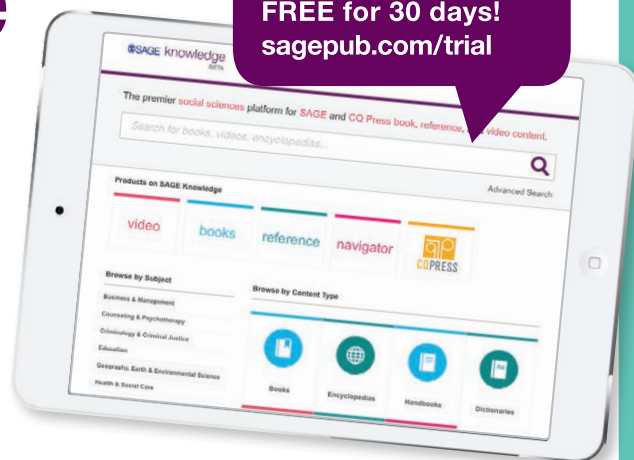 FREE for 30 days!
sagepub.com/trial
SAGE knowledge
BETA
The premier social sciences platform for SAGE and CQ Press book, reference, and video content.
Search for books, videos, encyclopedias...
Advanced Search
Products on SAGE Knowledge
video
books
reference
navigator
CQPRESS
Browse by Subject
Business & Management
Counseling & Psychotherapy
Criminology & Criminal Justice
Education
Geography, Earth & Environmental Science
Health & Social Care
Browse by Content Type
Books
Encyclopedias
Handbooks
Dictionaries